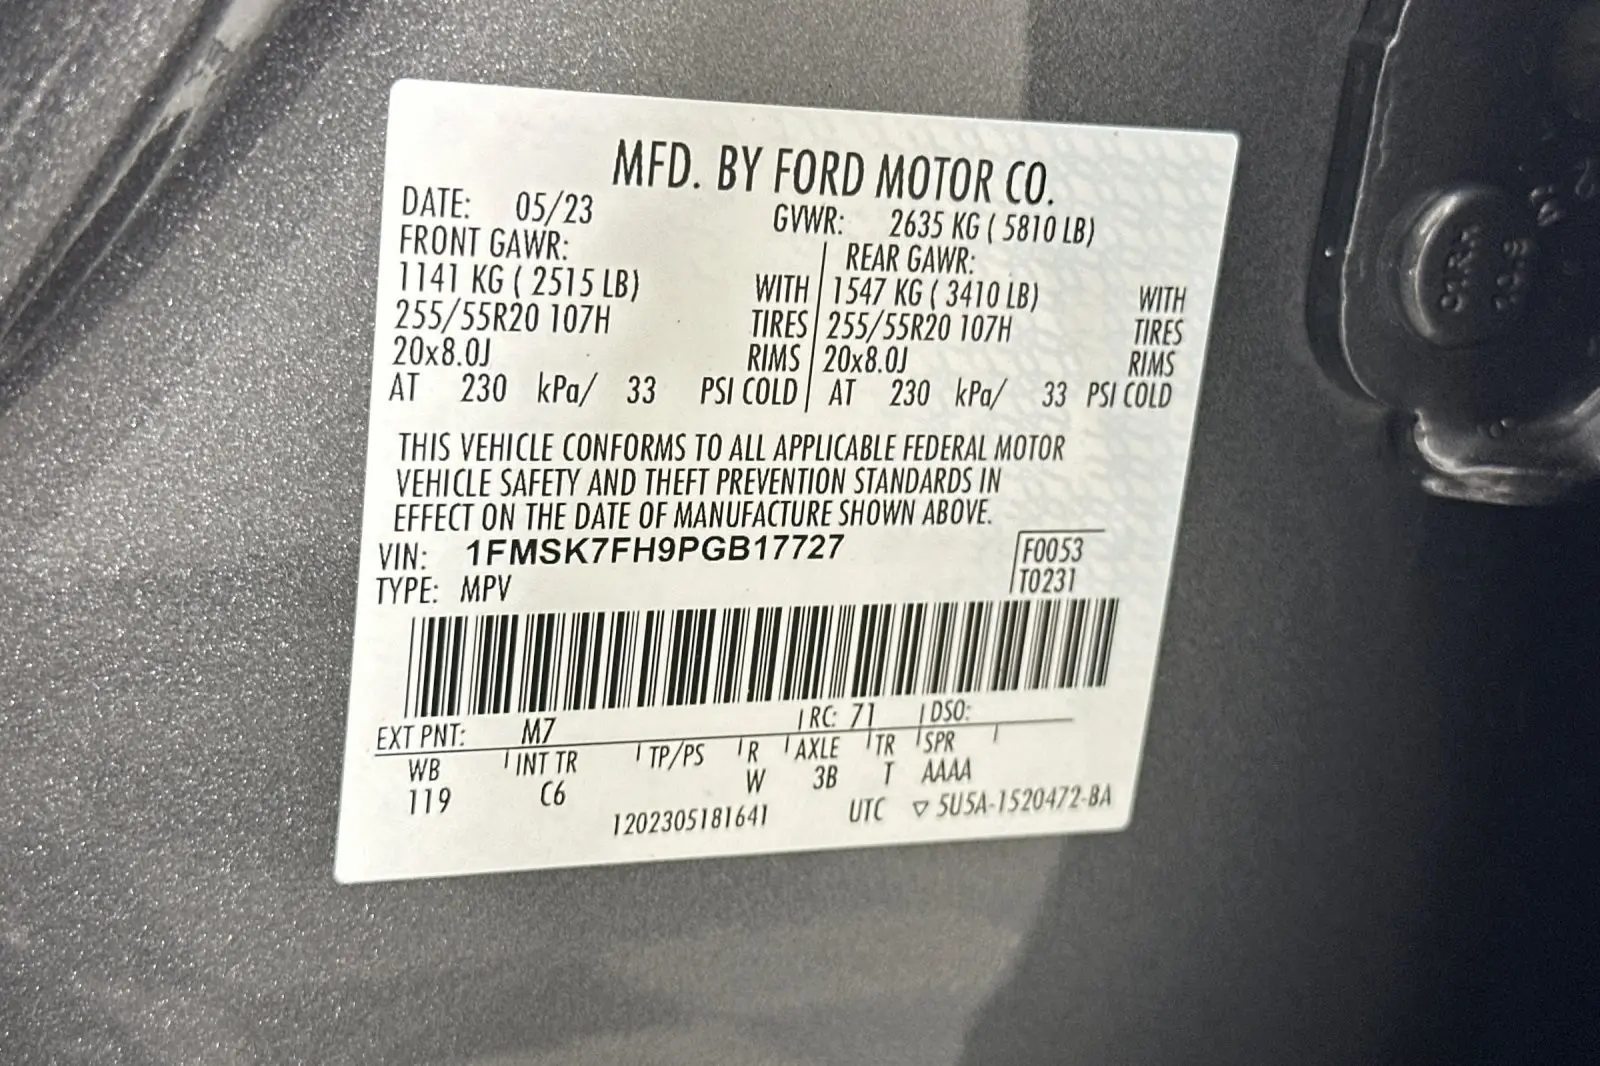 MFD. BY FORD MOTOR CO.
DATE: 05/23 GVWR: 2635 KG ( 5810 LB)
FRONT GAWR: REAR GAWR:
1141 KG ( 2515 LB) WITH 1547 KG ( 3410 LB) WITH
255/55R20 107H TIRES 255/55R20 107H TIRES
20x8.0J RIMS 20x8.0J RIMS
AT 230 kPa/ 33 PSI COLD AT 230 kPa/ 33 PSI COLD
THIS VEHICLE CONFORMS TO ALL APPLICABLE FEDERAL MOTOR
VEHICLE SAFETY AND THEFT PREVENTION STANDARDS IN
EFFECT ON THE DATE OF MANUFACTURE SHOWN ABOVE.
VIN: 1FMSK7FH9PGB17727 F0053
TYPE: MPV T0231
EXT PNT: M7 RC: 71 DSO:
WB INT TR TP/PS R AXLE TR SPR
119 C6 W 3B T AAAA
1202305181641 UTC ▽ 5U5A-1520472-BA